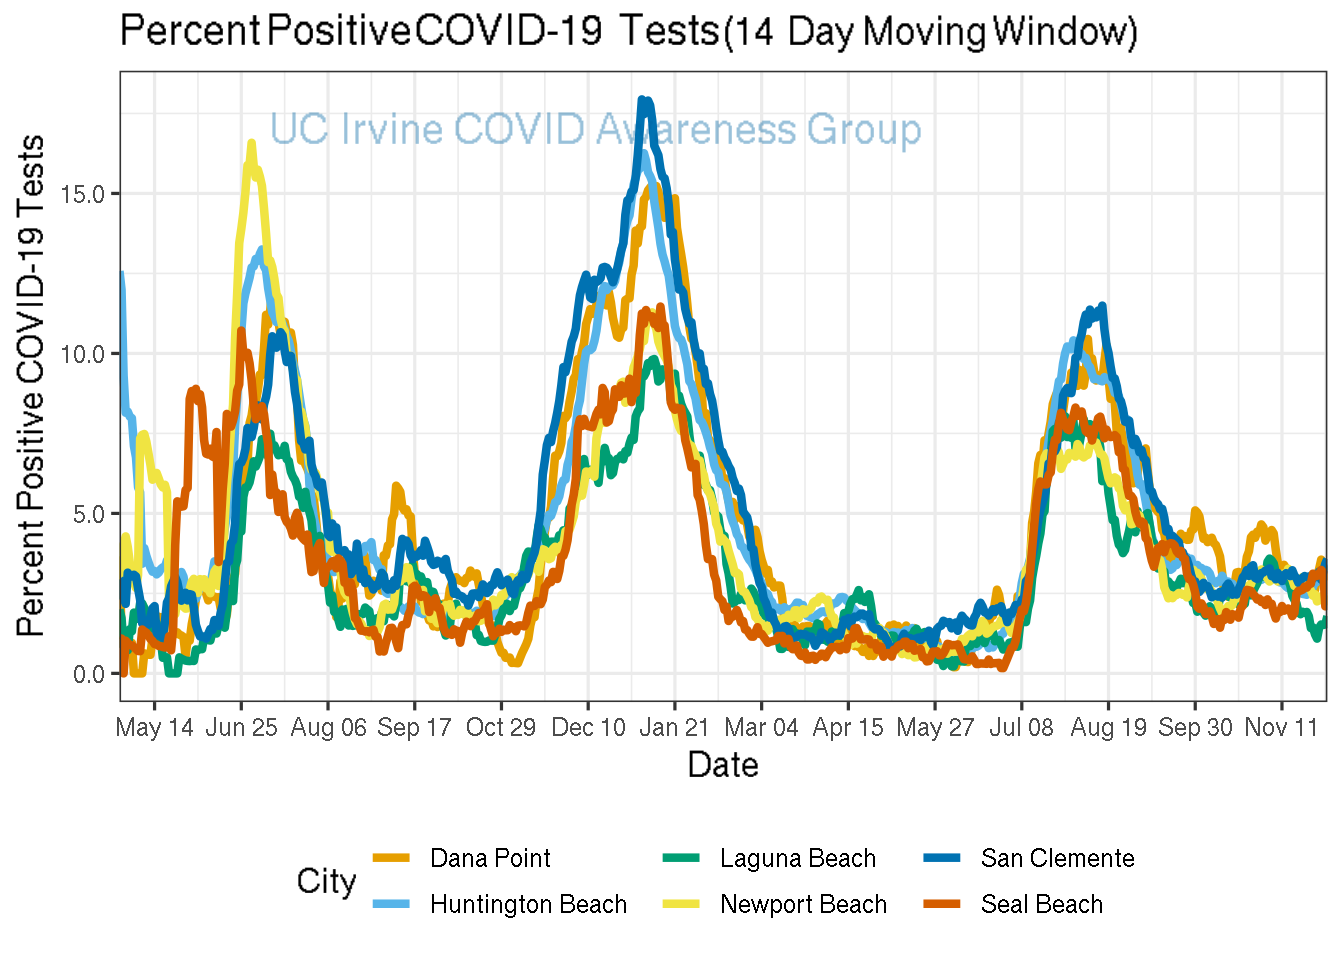 Percent Positive COVID-19 Tests (14 Day Moving Window)
UC Irvine COVID Awareness Group
Percent Positive COVID-19 Tests
15.0
10.0
5.0
0.0
May 14 Jun 25 Aug 06 Sep 17 Oct 29 Dec 10 Jan 21 Mar 04 Apr 15 May 27 Jul 08 Aug 19 Sep 30 Nov 11
Date
City
Dana Point Laguna Beach San Clemente
Huntington Beach Newport Beach Seal Beach